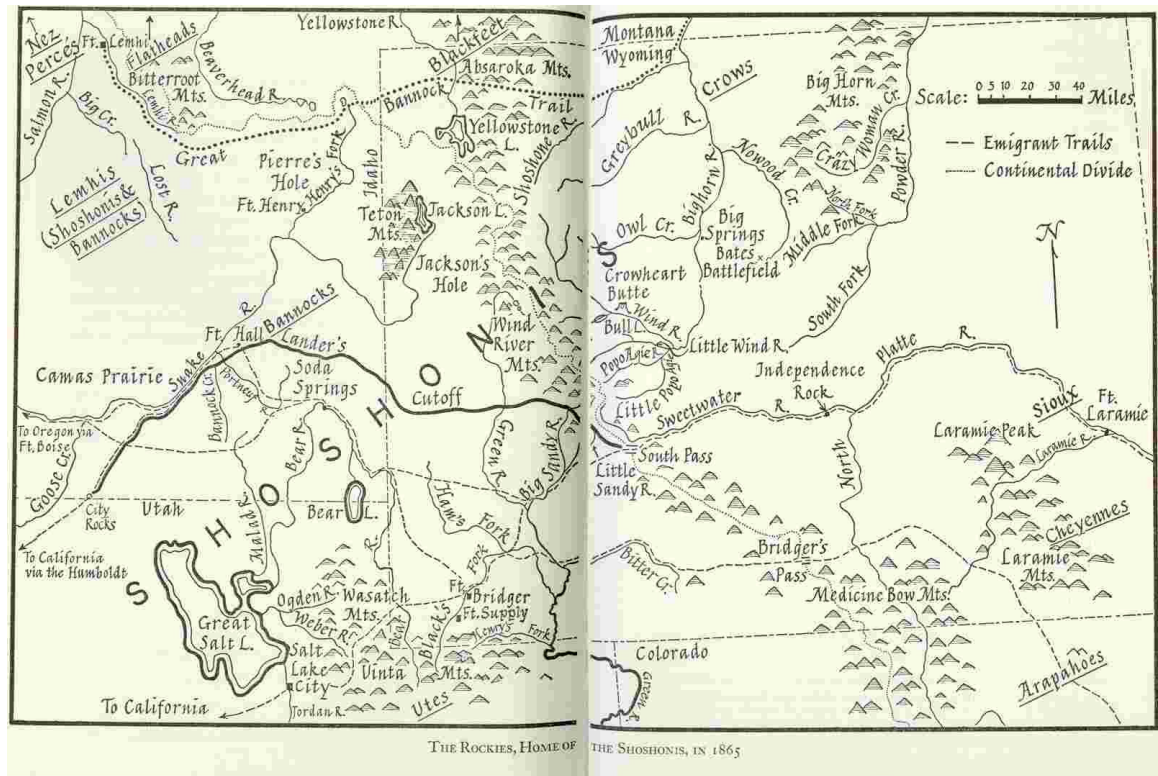 Nez
Percés
Ft.
Lemhi
Flatheads
Bitterroot
Mts.
Lemhi R.
Beaverhead R.
Yellowstone R.
Blackfeet
Absaroka Mts.
Bannock
Trail
Great
Salmon R.
Big Cr.
Lost R.
Lemhis
(Shoshonis &
Bannocks)
Pierre's
Hole
Henry's Fork
Ft. Henry
Idaho
Yellowstone
L.
Shoshone R.
Teton
Mts.
Jackson L.
Jackson's
Hole
Montana
Wyoming
Crows
Greybull
R.
Big Horn
Mts.
Crazy Woman Cr.
Powder R.
Nowood
Cr.
Bighorn R.
Owl Cr.
Big
Springs
Bates
Battlefield
North Fork
Middle Fork
South Fork
Scale: 0 5 10 20 30 40 Miles
Emigrant Trails
Continental Divide
N
Crowheart
Butte
Bull L.
Wind R.
Little Wind R.
Popo Agie R.
Little Popo
Wind
River
Mts.
SHOSHONIS
Camas Prairie
Snake
R.
Ft. Hall
Bannocks
Lander's
Cutoff
Portneuf
R.
Bannock Cr.
Soda
Springs
To Oregon via
Ft. Boise
Goose Cr.
City
Rocks
To California
via the Humboldt
Utah
Malad R.
Bear R.
Bear L.
Green R.
Big Sandy R.
Ham's
Fork
Little
Sandy R.
South Pass
Sweetwater
R.
Independence
Rock
Platte
R.
North
Sioux
Ft.
Laramie
Laramie Peak
Laramie R.
Cheyennes
Laramie
Mts.
Bridger's
Pass
Medicine Bow Mts.
Bitter Cr.
Great
Salt L.
Ogden R.
Wasatch
Mts.
Weber R.
Salt
Lake
City
Jordan R.
To California
Bear
R.
Uinta
Mts.
Black's
Fork
Ft.
Bridger
Ft. Supply
Henry's Fork
Utes
Colorado
Green
R.
Arapahoes
THE ROCKIES, HOME OF THE SHOSHONIS, IN 1865